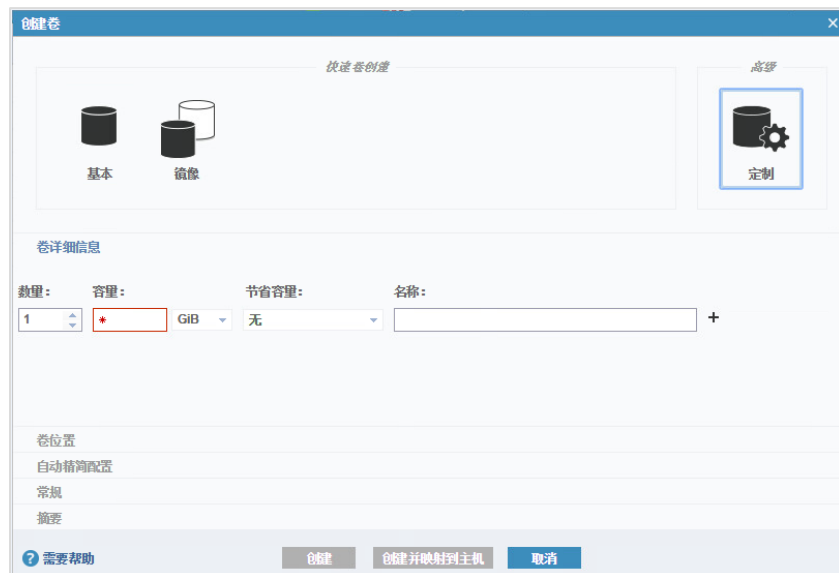 创建卷
快速卷创建
高级
基本
镜像
定制
卷详细信息
数量：
容量：
节省容量：
名称：
1
*
GiB
无
+
卷位置
自动精简配置
常规
摘要
? 需要帮助
创建
创建并映射到主机
取消